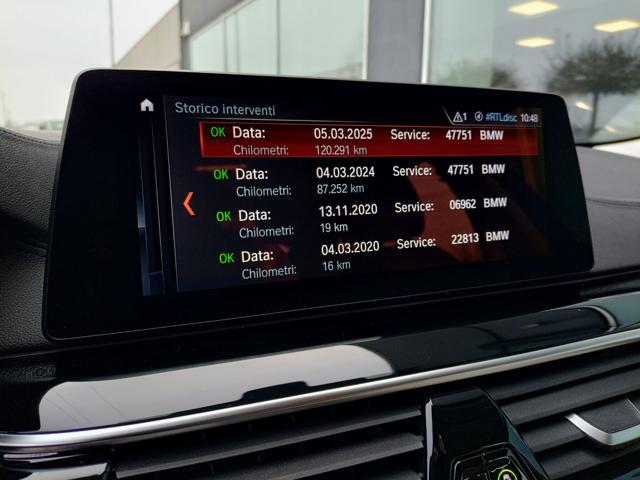 Storico interventi
1 #RTLdisc 10:48
OK Data: 05.03.2025 Service: 47751 BMW
Chilometri: 120.291 km
OK Data: 04.03.2024 Service: 47751 BMW
Chilometri: 87.252 km
OK Data: 13.11.2020 Service: 06962 BMW
Chilometri: 19 km
OK Data: 04.03.2020 Service: 22813 BMW
Chilometri: 16 km